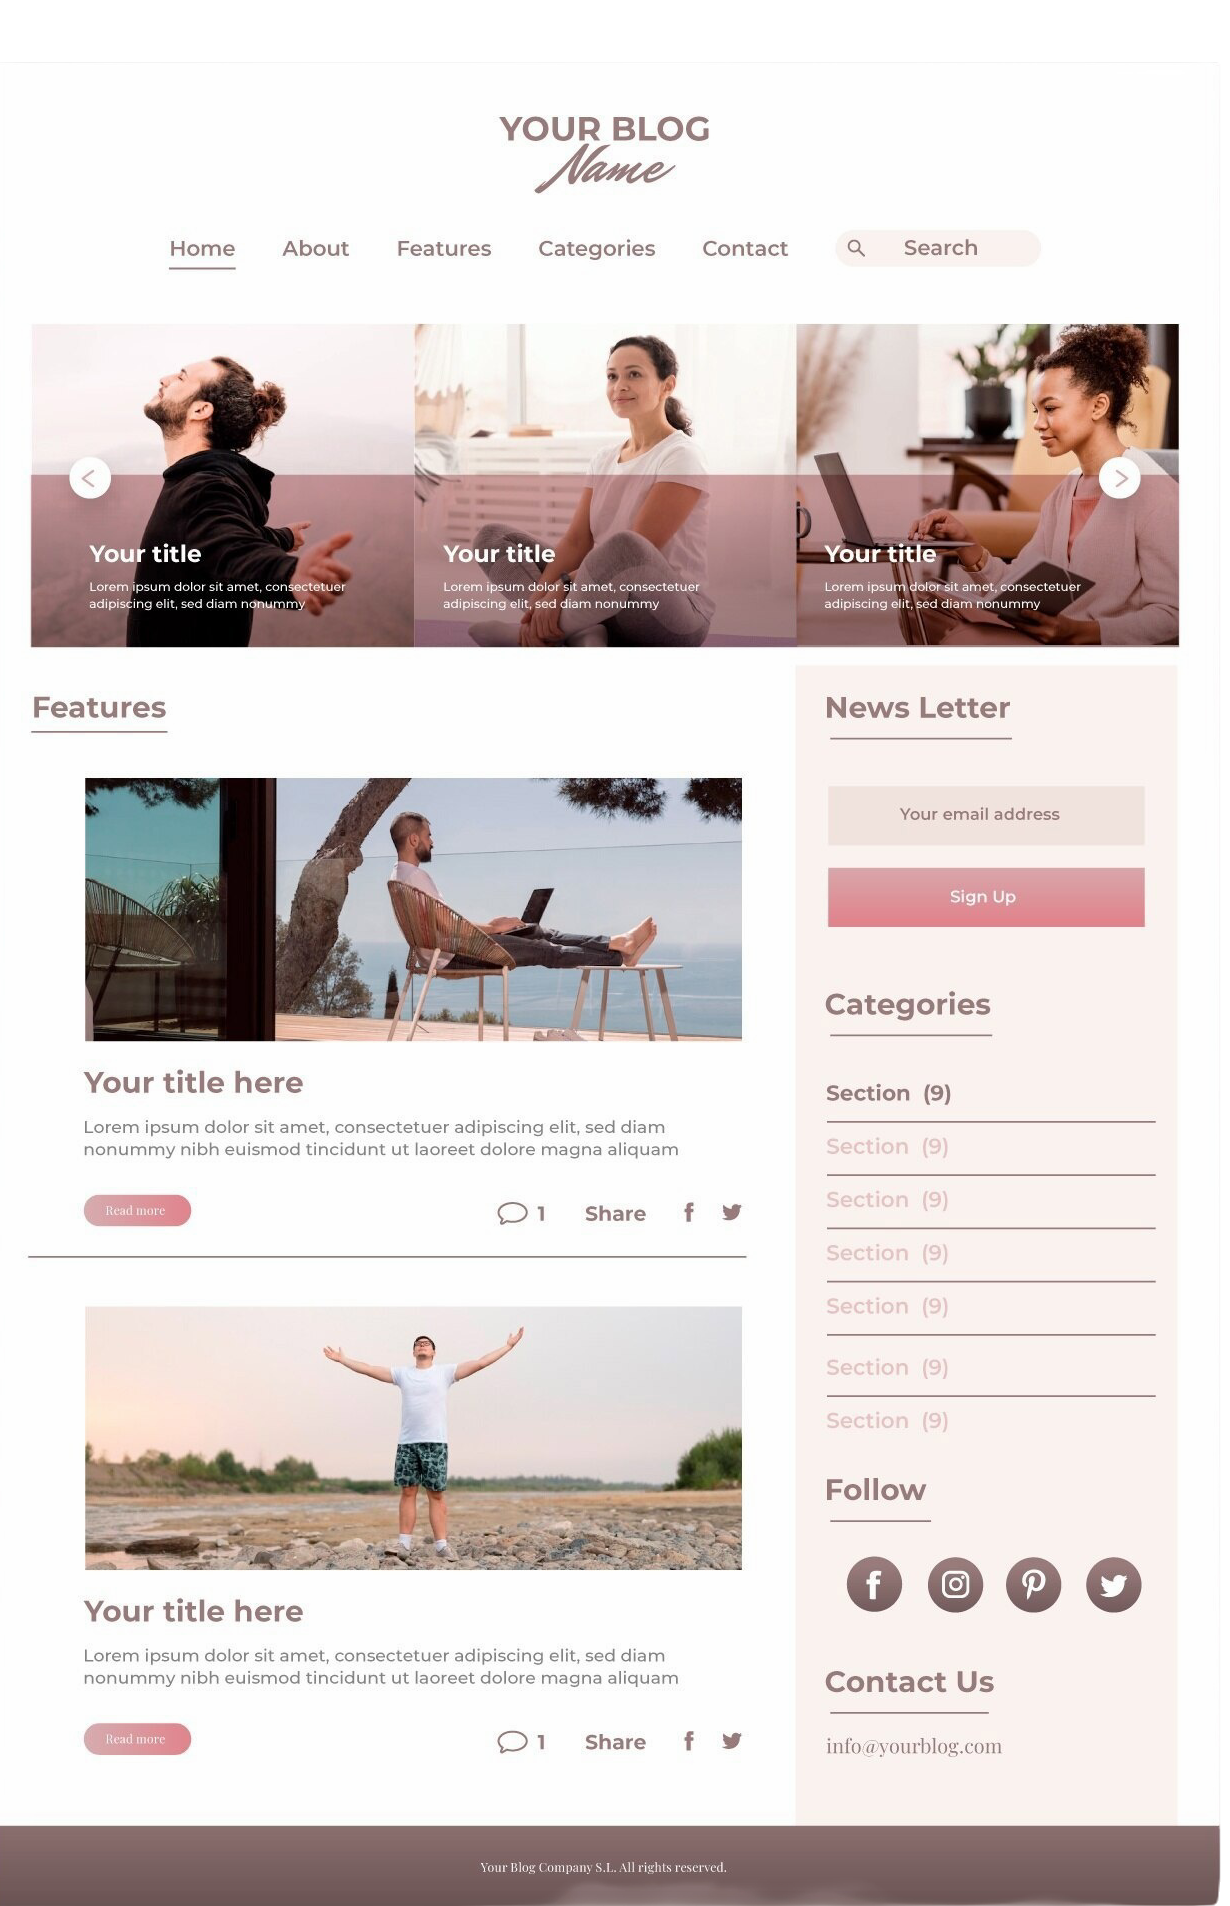 YOUR BLOG
Name
Home About Features Categories Contact Search
Your title
Lorem ipsum dolor sit amet, consectetuer
adipiscing elit, sed diam nonummy
Your title
Lorem ipsum dolor sit amet, consectetuer
adipiscing elit, sed diam nonummy
Your title
Lorem ipsum dolor sit amet, consectetuer
adipiscing elit, sed diam nonummy
Features
Your title here
Lorem ipsum dolor sit amet, consectetuer adipiscing elit, sed diam
nonummy nibh euismod tincidunt ut laoreet dolore magna aliquam
Read more 1 Share
Your title here
Lorem ipsum dolor sit amet, consectetuer adipiscing elit, sed diam
nonummy nibh euismod tincidunt ut laoreet dolore magna aliquam
Read more 1 Share
News Letter
Your email address
Sign Up
Categories
Section (9)
Section (9)
Section (9)
Section (9)
Section (9)
Section (9)
Section (9)
Follow
Contact Us
info@yourblog.com
Your Blog Company S.L. All rights reserved.